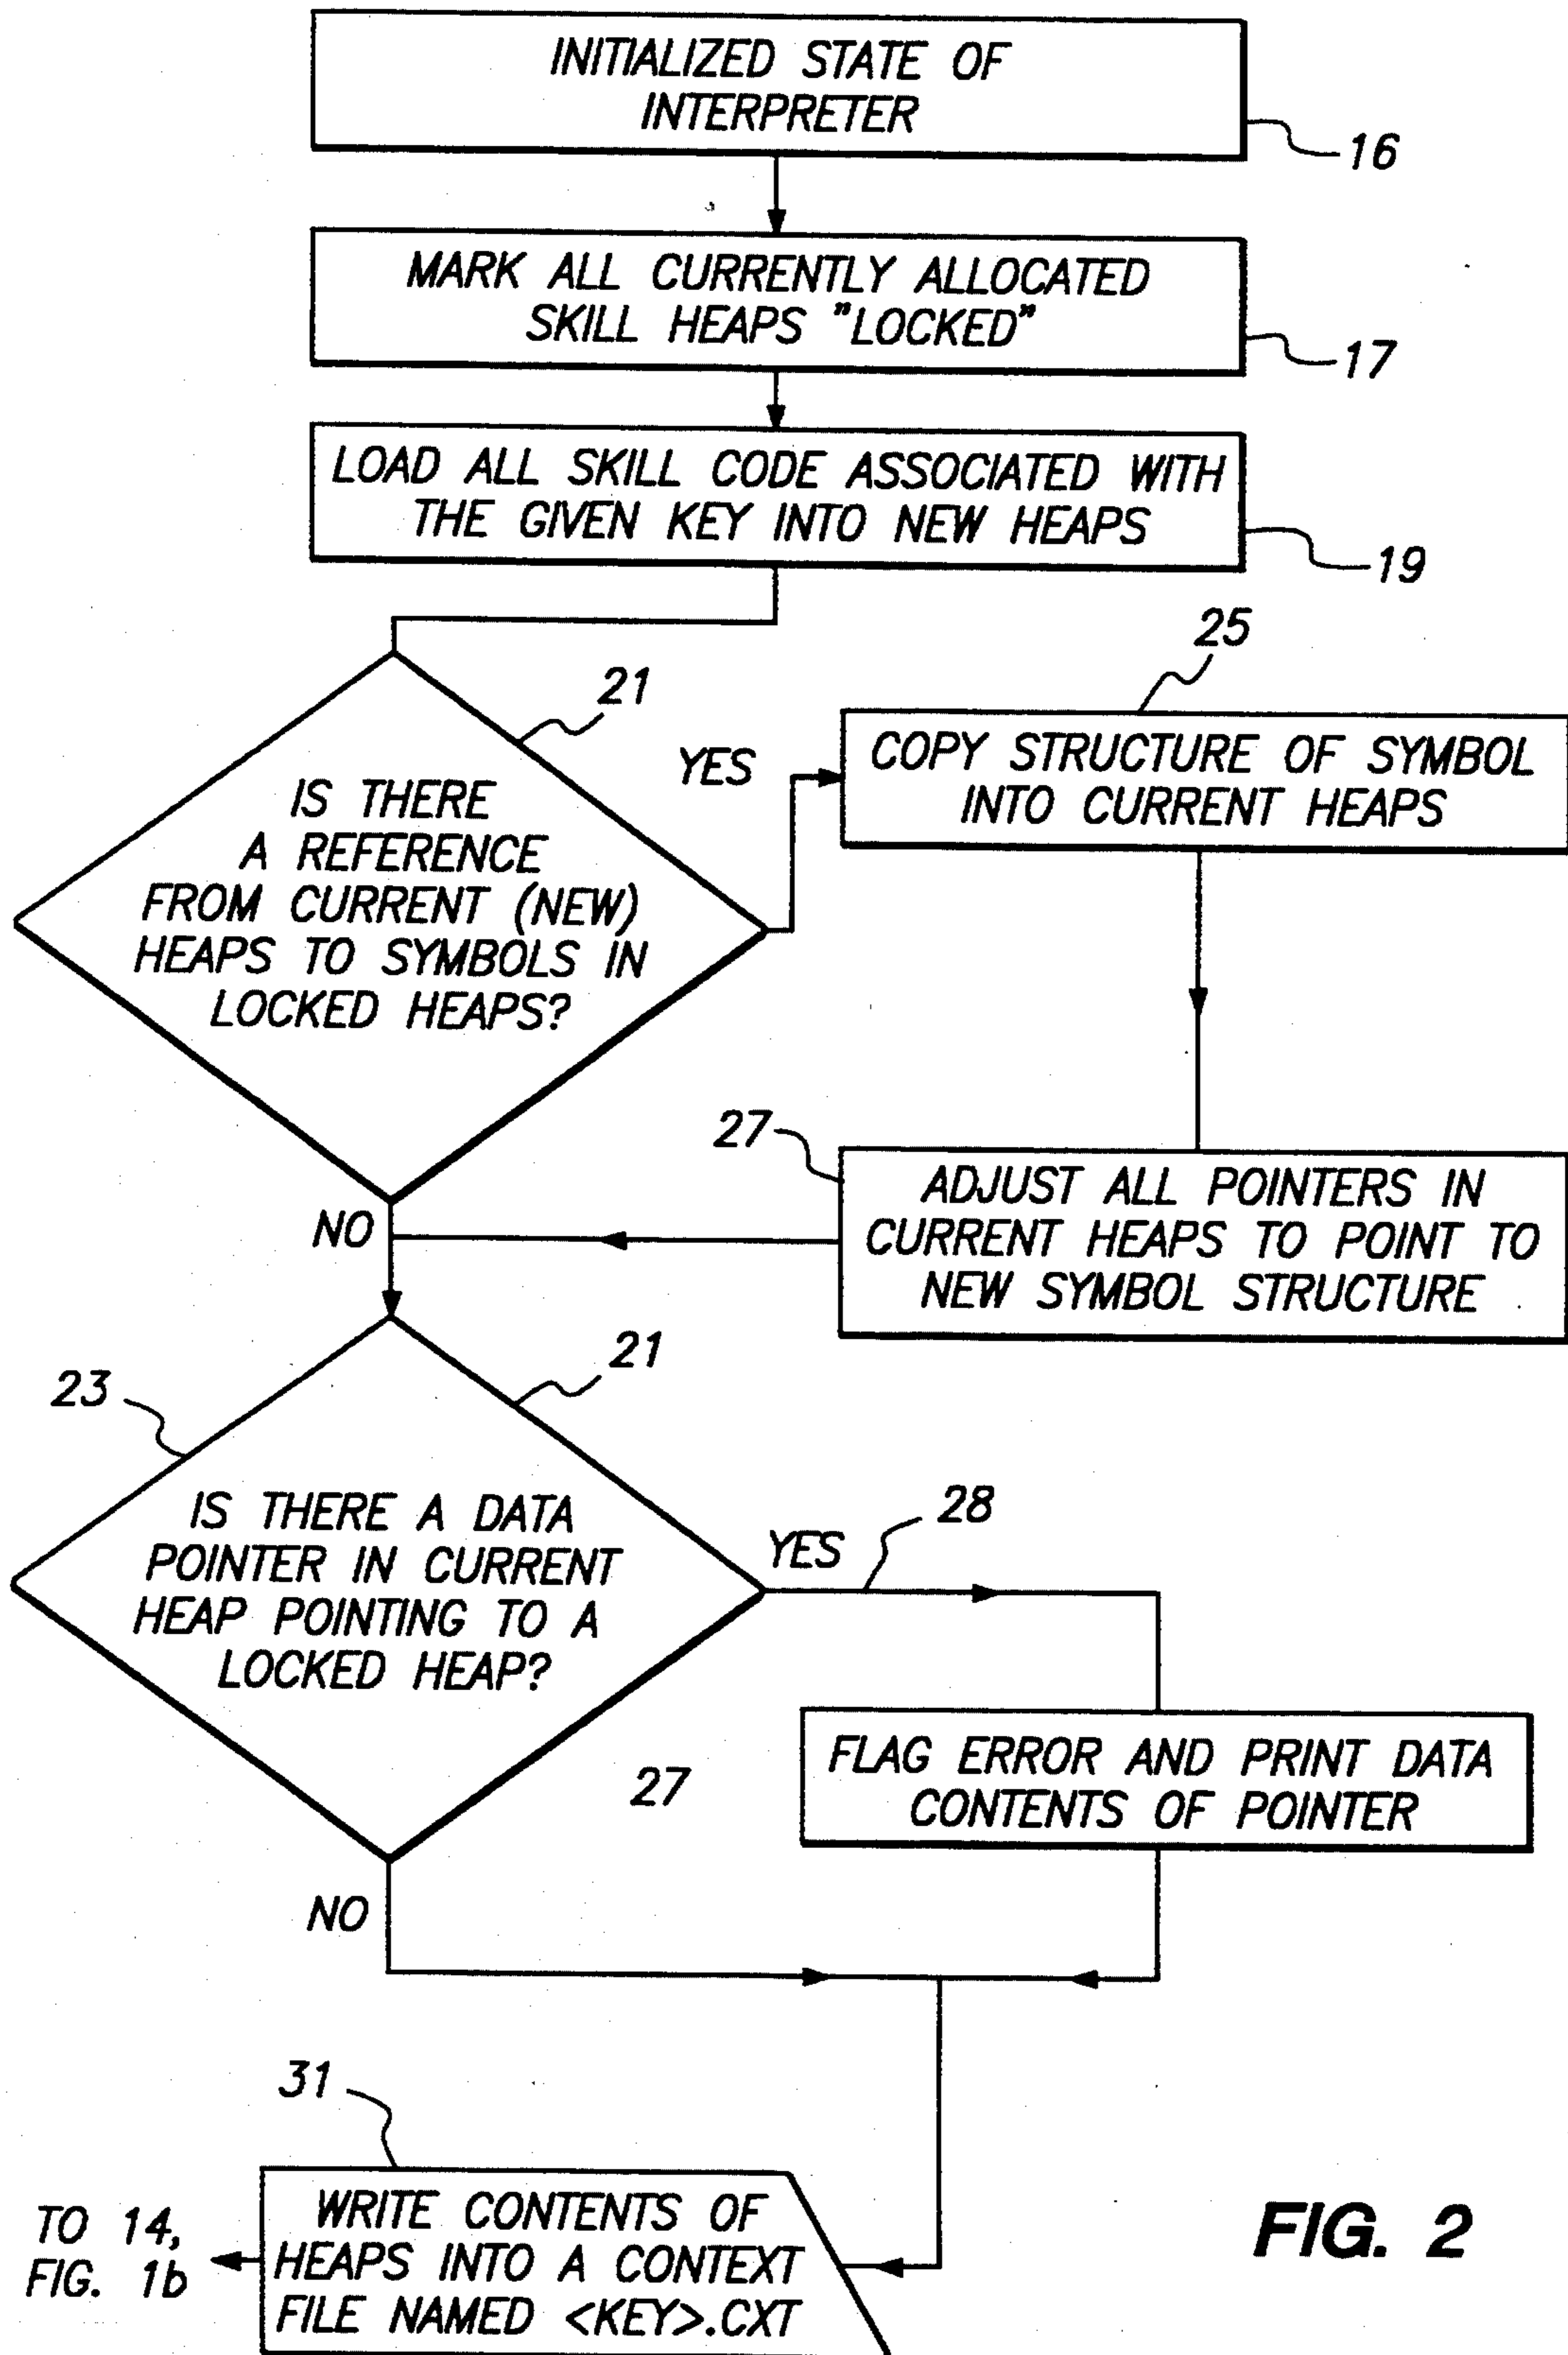 INITIALIZED STATE OF
INTERPRETER
16
MARK ALL CURRENTLY ALLOCATED
SKILL HEAPS "LOCKED"
17
LOAD ALL SKILL CODE ASSOCIATED WITH
THE GIVEN KEY INTO NEW HEAPS
19
21
IS THERE
A REFERENCE
FROM CURRENT (NEW)
HEAPS TO SYMBOLS IN
LOCKED HEAPS?
YES
25
COPY STRUCTURE OF SYMBOL
INTO CURRENT HEAPS
27
ADJUST ALL POINTERS IN
CURRENT HEAPS TO POINT TO
NEW SYMBOL STRUCTURE
NO
23
21
IS THERE A DATA
POINTER IN CURRENT
HEAP POINTING TO A
LOCKED HEAP?
YES
28
FLAG ERROR AND PRINT DATA
CONTENTS OF POINTER
27
NO
31
WRITE CONTENTS OF
HEAPS INTO A CONTEXT
FILE NAMED <KEY>.CXT
TO 14,
FIG. 1b
FIG. 2